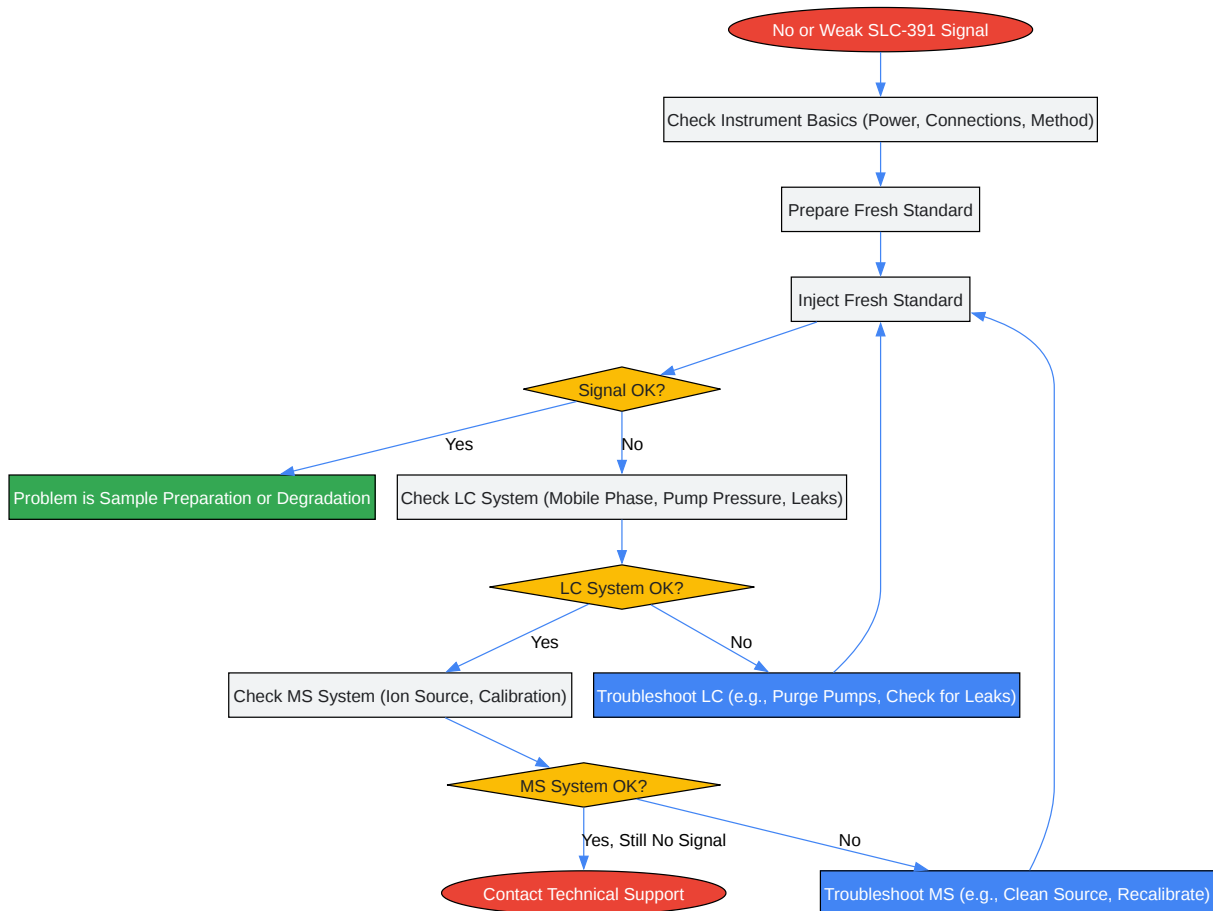 No or Weak SLC-391 Signal
Check Instrument Basics (Power, Connections, Method)
Prepare Fresh Standard
Inject Fresh Standard
Signal OK?
Yes
No
Problem is Sample Preparation or Degradation
Check LC System (Mobile Phase, Pump Pressure, Leaks)
LC System OK?
Yes
No
Check MS System (Ion Source, Calibration)
Troubleshoot LC (e.g., Purge Pumps, Check for Leaks)
MS System OK?
Yes, Still No Signal
No
Contact Technical Support
Troubleshoot MS (e.g., Clean Source, Recalibrate)